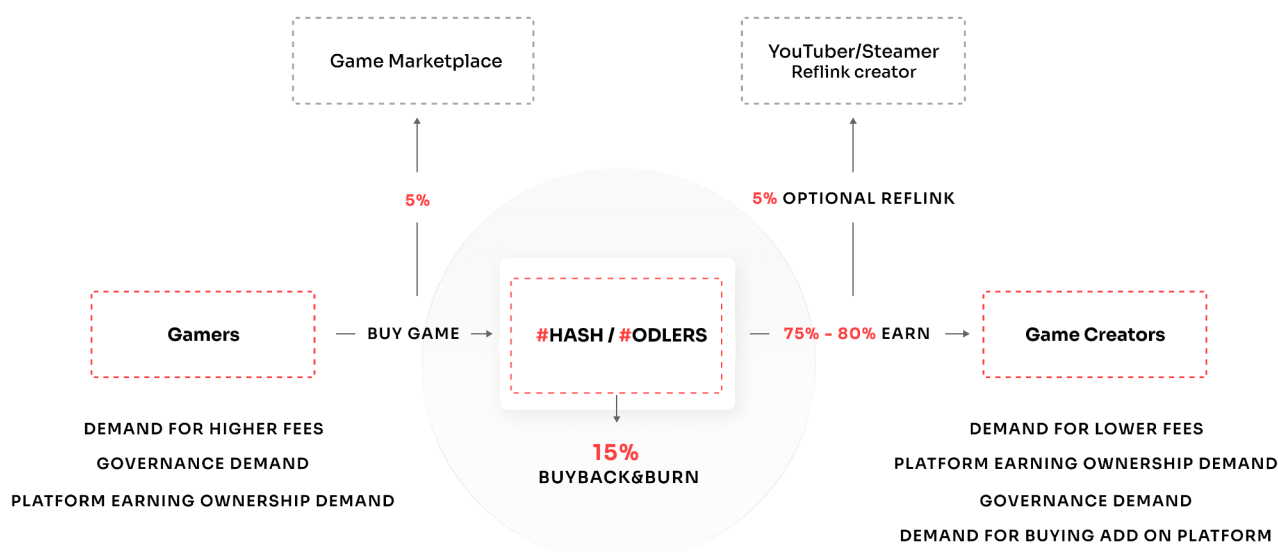 Game Marketplace
YouTuber/Steamer
Reflink creator
5%
5% OPTIONAL REFLINK
Gamers
BUY GAME
#HASH / #ODLERS
75% - 80% EARN
Game Creators
15%
BUYBACK&BURN
DEMAND FOR HIGHER FEES
GOVERNANCE DEMAND
PLATFORM EARNING OWNERSHIP DEMAND
DEMAND FOR LOWER FEES
PLATFORM EARNING OWNERSHIP DEMAND
GOVERNANCE DEMAND
DEMAND FOR BUYING ADD ON PLATFORM